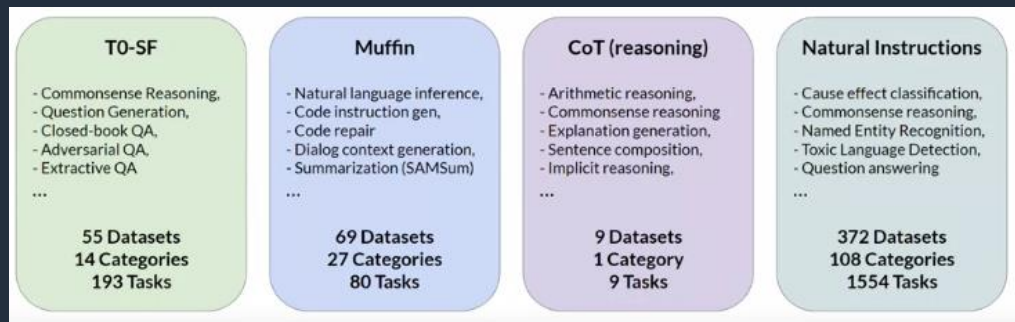 T0-SF
- Commonsense Reasoning,
- Question Generation,
- Closed-book QA,
- Adversarial QA,
- Extractive QA
...
55 Datasets
14 Categories
193 Tasks
Muffin
- Natural language inference,
- Code instruction gen,
- Code repair
- Dialog context generation,
- Summarization (SAMSum)
...
69 Datasets
27 Categories
80 Tasks
CoT (reasoning)
- Arithmetic reasoning,
- Commonsense reasoning
- Explanation generation,
- Sentence composition,
- Implicit reasoning,
...
9 Datasets
1 Category
9 Tasks
Natural Instructions
- Cause effect classification,
- Commonsense reasoning,
- Named Entity Recognition,
- Toxic Language Detection,
- Question answering
...
372 Datasets
108 Categories
1554 Tasks